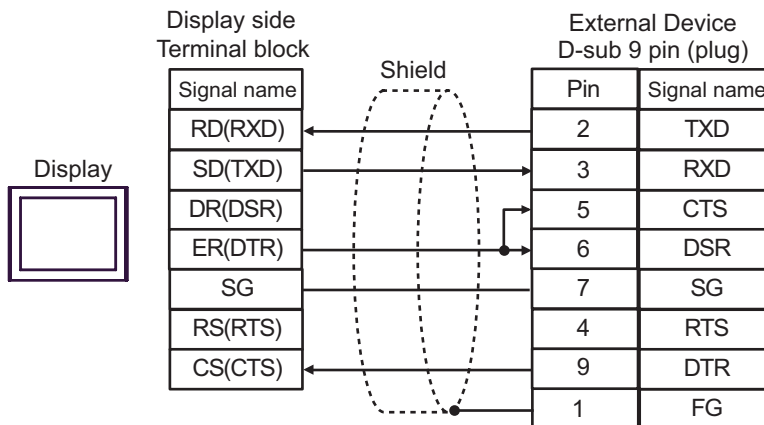 Display side
Terminal block
External Device
D-sub 9 pin (plug)
Shield
Signal name
Pin
Signal name
RD(RXD)
2
TXD
SD(TXD)
3
RXD
Display
DR(DSR)
5
CTS
ER(DTR)
6
DSR
SG
7
SG
RS(RTS)
4
RTS
CS(CTS)
9
DTR
1
FG